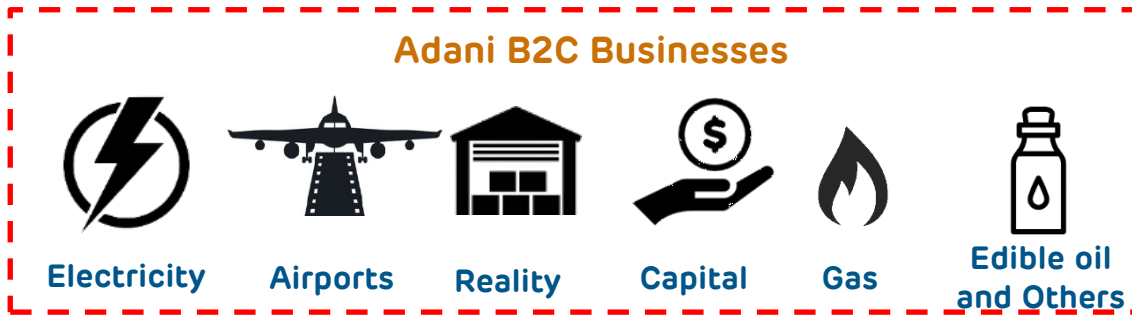 Adani B2C Businesses
$
Electricity
Airports
Reality
Capital
Gas
Edible oil
and Others